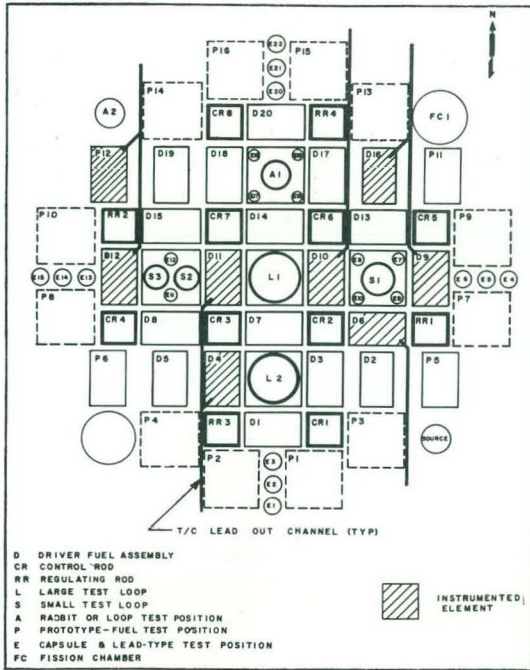 N
E22
P16 P15
E21
P14 E20 P13
A2 CR8 D20 RR4 FC1
P12 D19 D18 A1 D17 D16 P11
P10 RR2 D15 CR7 D14 CR6 D13 CR5 P9
D12 E12 D11 D10 E8 E7 D9
E15 E14 E13 S3 S2 L1 S1 E6 E5 E4
P8 E11 P7
CR4 D8 CR3 D7 CR2 D6 RR1
P6 D5 D4 L2 D3 D2 P5
P4 RR3 D1 CR1 P3 SOURCE
P2 E3 P1
E2
E1
T/C LEAD OUT CHANNEL (TYP)
D DRIVER FUEL ASSEMBLY
CR CONTROL ROD
RR REGULATING ROD
L LARGE TEST LOOP
S SMALL TEST LOOP
A RABBIT OR LOOP TEST POSITION
P PROTOTYPE-FUEL TEST POSITION
E CAPSULE & LEAD-TYPE TEST POSITION
FC FISSION CHAMBER
INSTRUMENTED
ELEMENT